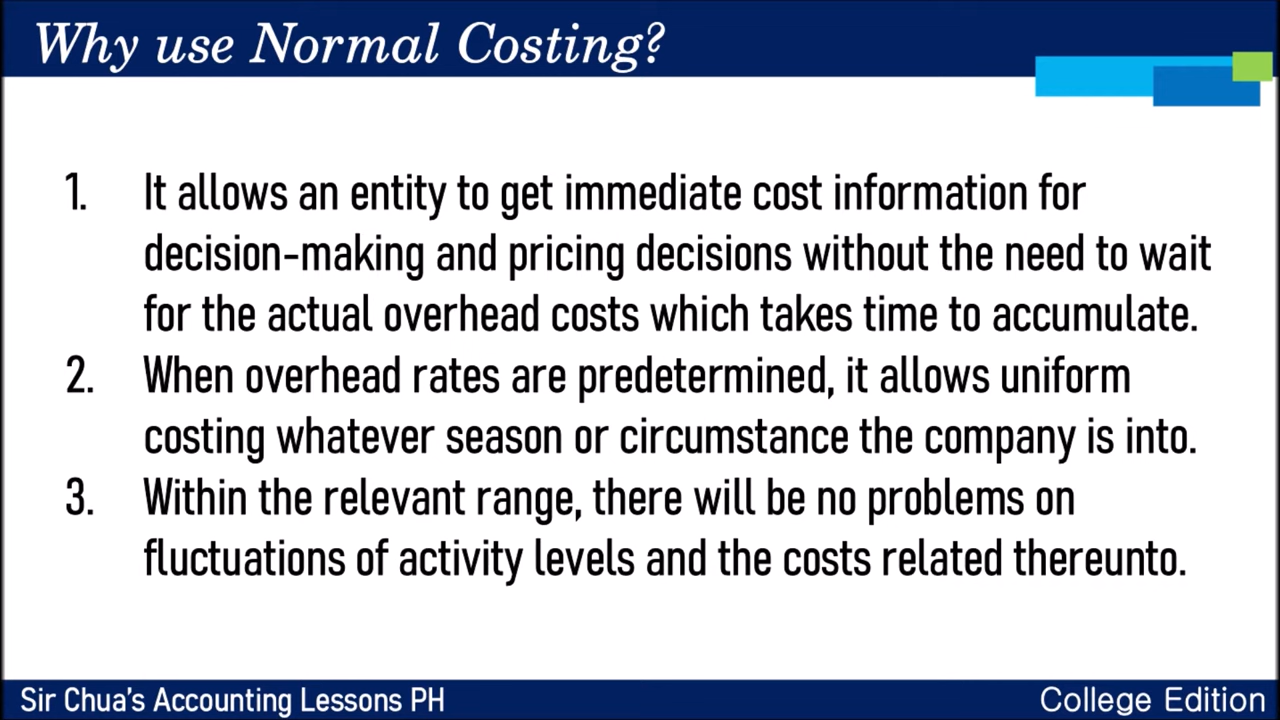 Why use Normal Costing?
1. It allows an entity to get immediate cost information for
decision-making and pricing decisions without the need to wait
for the actual overhead costs which takes time to accumulate.
2. When overhead rates are predetermined, it allows uniform
costing whatever season or circumstance the company is into.
3. Within the relevant range, there will be no problems on
fluctuations of activity levels and the costs related thereunto.
Sir Chua's Accounting Lessons PH
College Edition